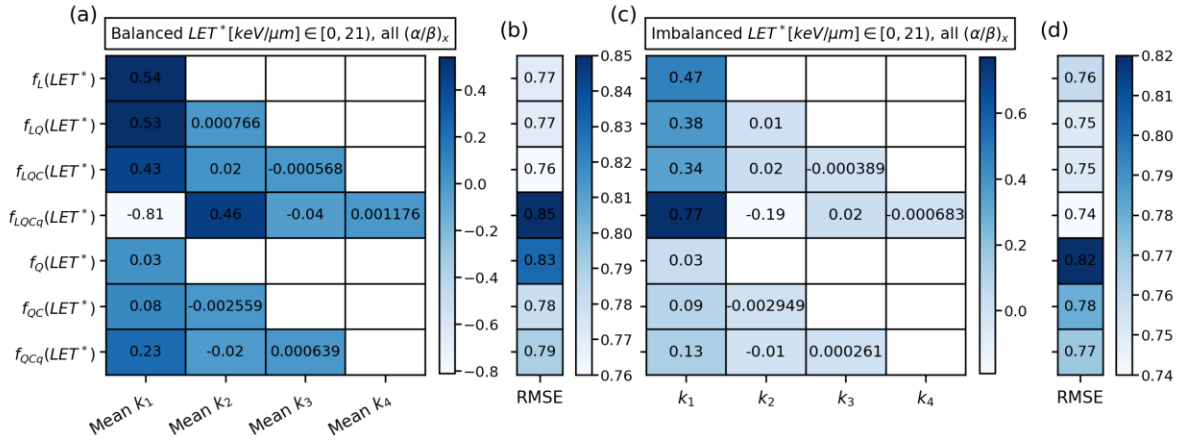 (a)
Balanced LET*[keV/μm] ∈ [0, 21), all (α/β)ₓ
(b)
(c)
Imbalanced LET*[keV/μm] ∈ [0, 21), all (α/β)ₓ
(d)
f_L(LET*) 0.54
f_LQ(LET*) 0.53 0.000766
f_LQC(LET*) 0.43 0.02 -0.000568
f_LQCq(LET*) -0.81 0.46 -0.04 0.001176
f_Q(LET*) 0.03
f_QC(LET*) 0.08 -0.002559
f_QCq(LET*) 0.23 -0.02 0.000639
Mean k₁ Mean k₂ Mean k₃ Mean k₄
0.4
0.2
0.0
−0.2
−0.4
−0.6
−0.8
0.77
0.77
0.76
0.85
0.83
0.78
0.79
RMSE
0.85
0.84
0.83
0.82
0.81
0.80
0.79
0.78
0.77
0.76
0.47
0.38 0.01
0.34 0.02 -0.000389
0.77 -0.19 0.02 -0.000683
0.03
0.09 -0.002949
0.13 -0.01 0.000261
k₁ k₂ k₃ k₄
0.6
0.4
0.2
0.0
0.76
0.75
0.75
0.74
0.82
0.78
0.77
RMSE
0.82
0.81
0.80
0.79
0.78
0.77
0.76
0.75
0.74